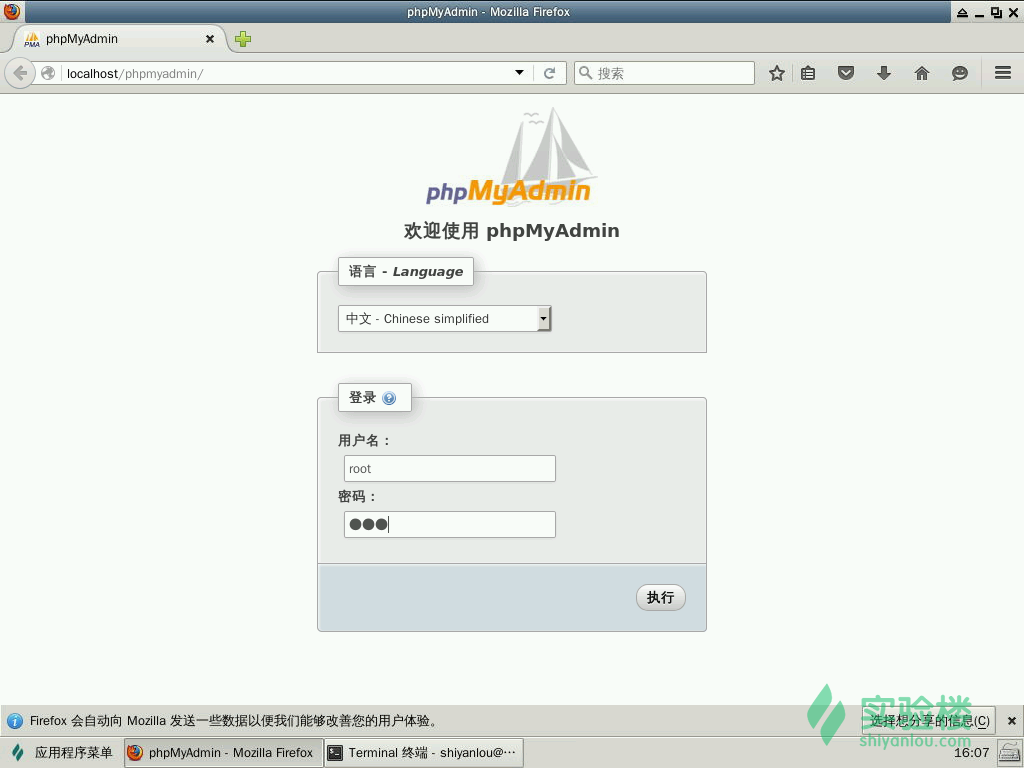 phpMyAdmin - Mozilla Firefox
PMA phpMyAdmin
localhost/phpmyadmin/
搜索
phpMyAdmin
欢迎使用 phpMyAdmin
语言 - Language
中文 - Chinese simplified
登录
用户名：
root
密码：
执行
Firefox 会自动向 Mozilla 发送一些数据以便我们能够改善您的用户体验。
选择想分享的信息(C)
实验楼
shiyanlou.com
应用程序菜单
phpMyAdmin - Mozilla Firefox
Terminal 终端 - shiyanlou@⋯
16:07